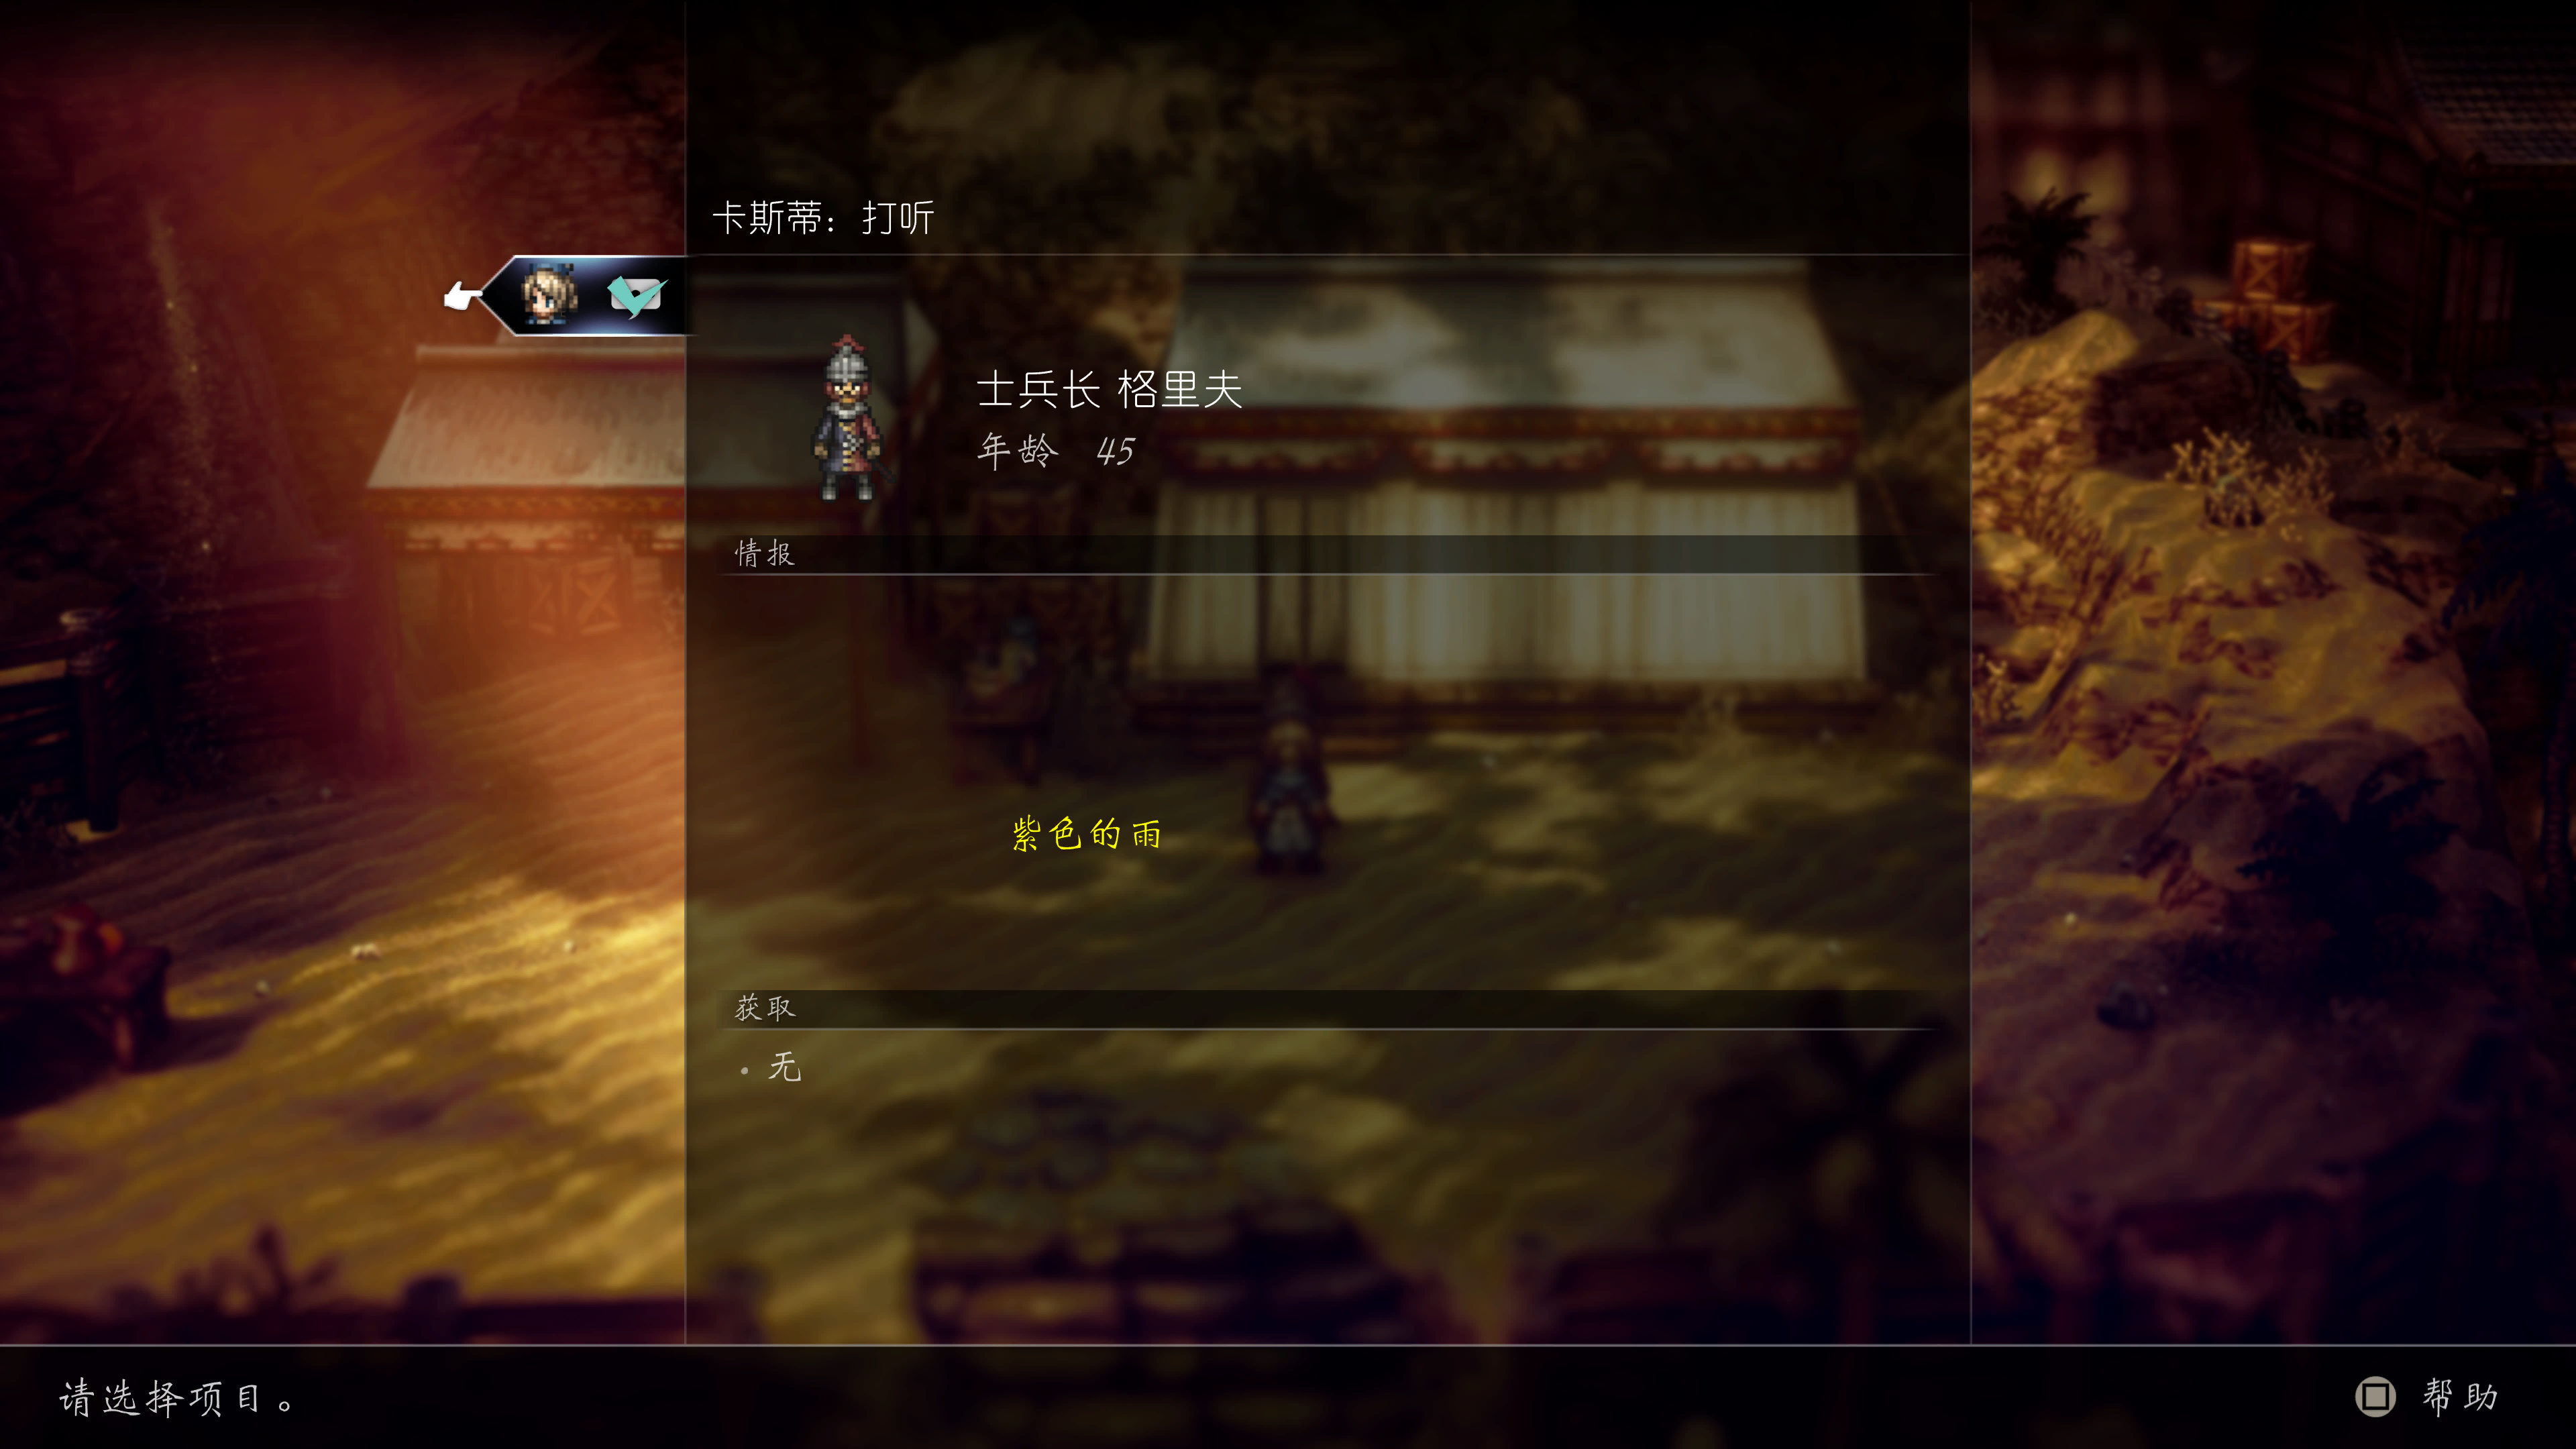 卡斯蒂：打听
士兵长 格里夫
年龄 45
情报
紫色的雨
获取
· 无
请选择项目。
帮助